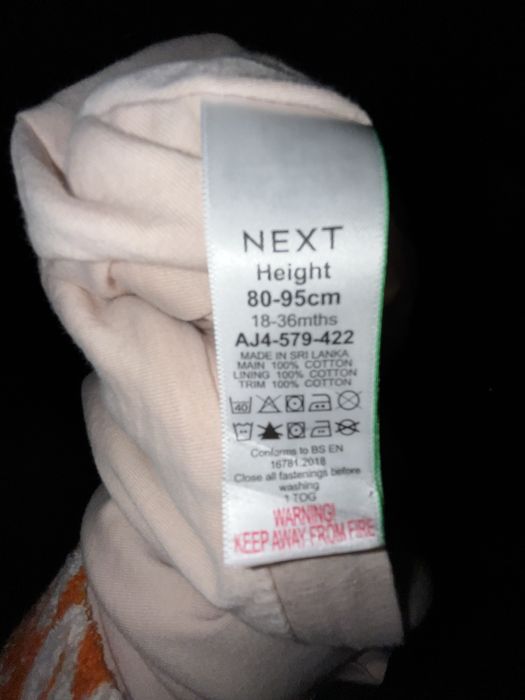 NEXT
Height
80-95cm
18-36mths
AJ4-579-422
MADE IN SRI LANKA
MAIN 100% COTTON
LINING 100% COTTON
TRIM 100% COTTON
40
Conforms to BS EN
16781.2018
Close all fastenings before
washing
1 TOG
WARNING!
KEEP AWAY FROM FIRE